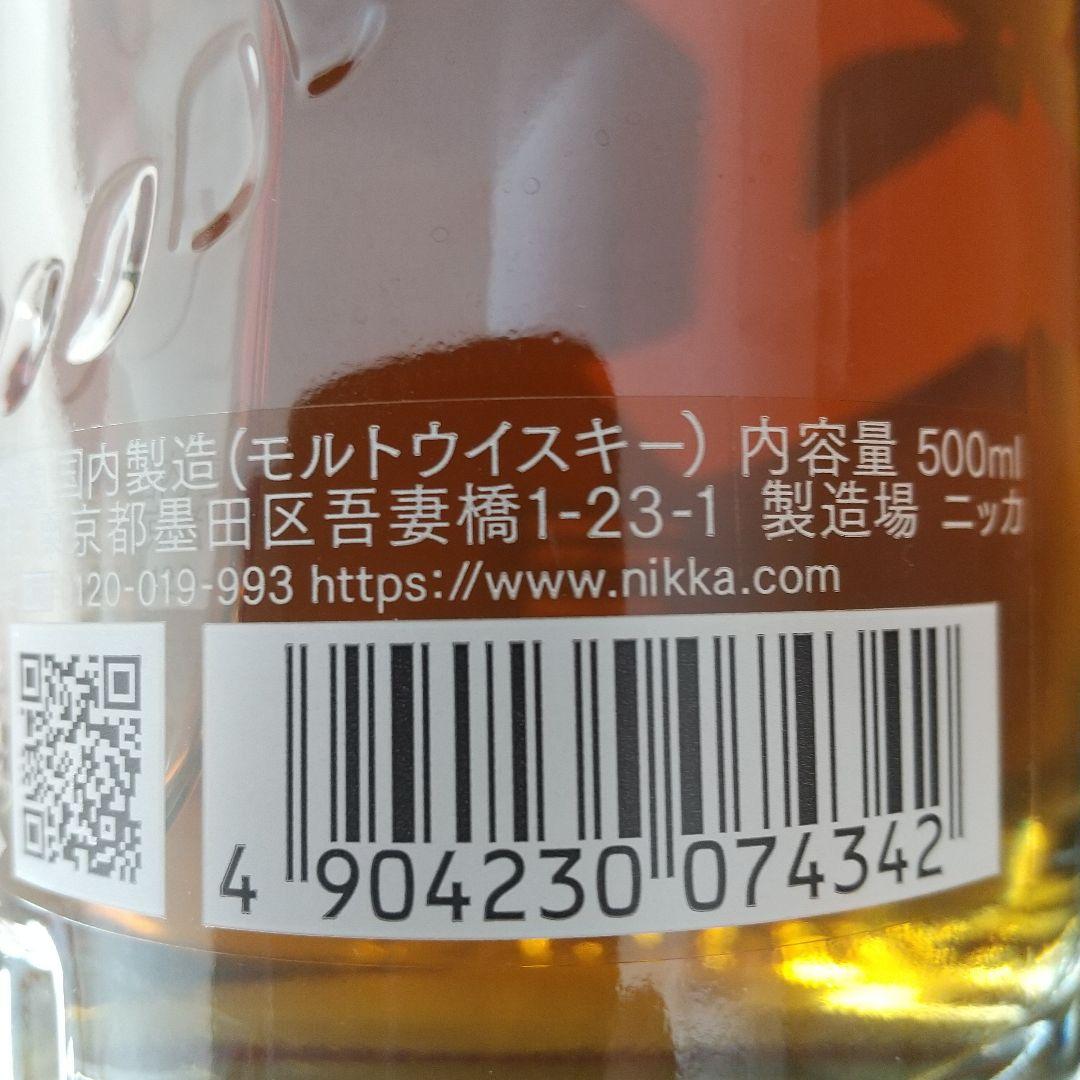 国内製造(モルトウイスキー) 内容量 500ml
京都墨田区吾妻橋1-23-1 製造場 ニッカ
120-019-993 https://www.nikka.com
4 904230 074342